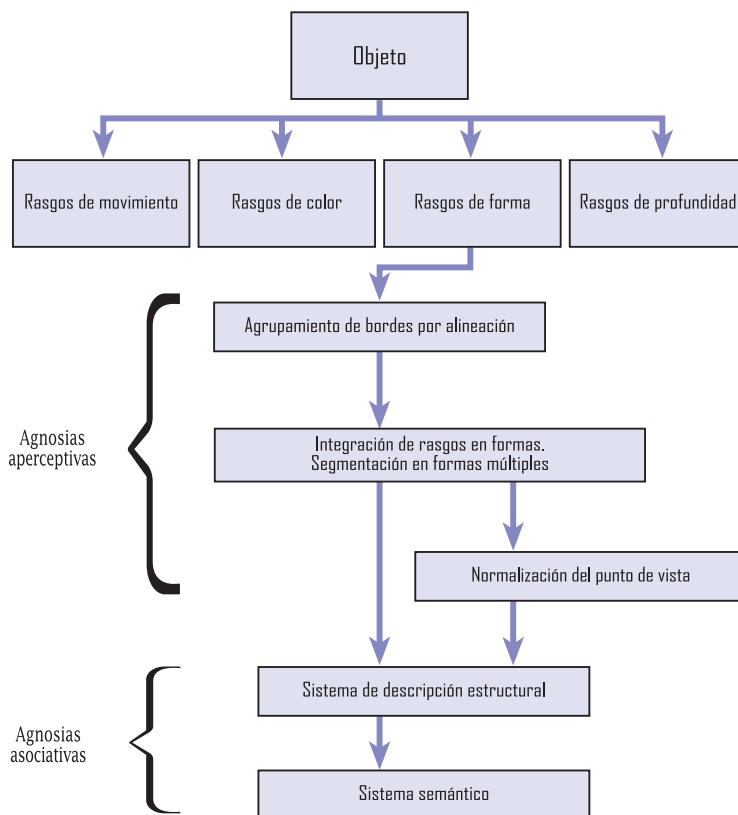 Objeto
Rasgos de movimiento
Rasgos de color
Rasgos de forma
Rasgos de profundidad
Agrupamiento de bordes por alineación
Agnosias
aperceptivas
Integración de rasgos en formas.
Segmentación en formas múltiples
Normalización del punto de vista
Sistema de descripción estructural
Agnosias
asociativas
Sistema semántico